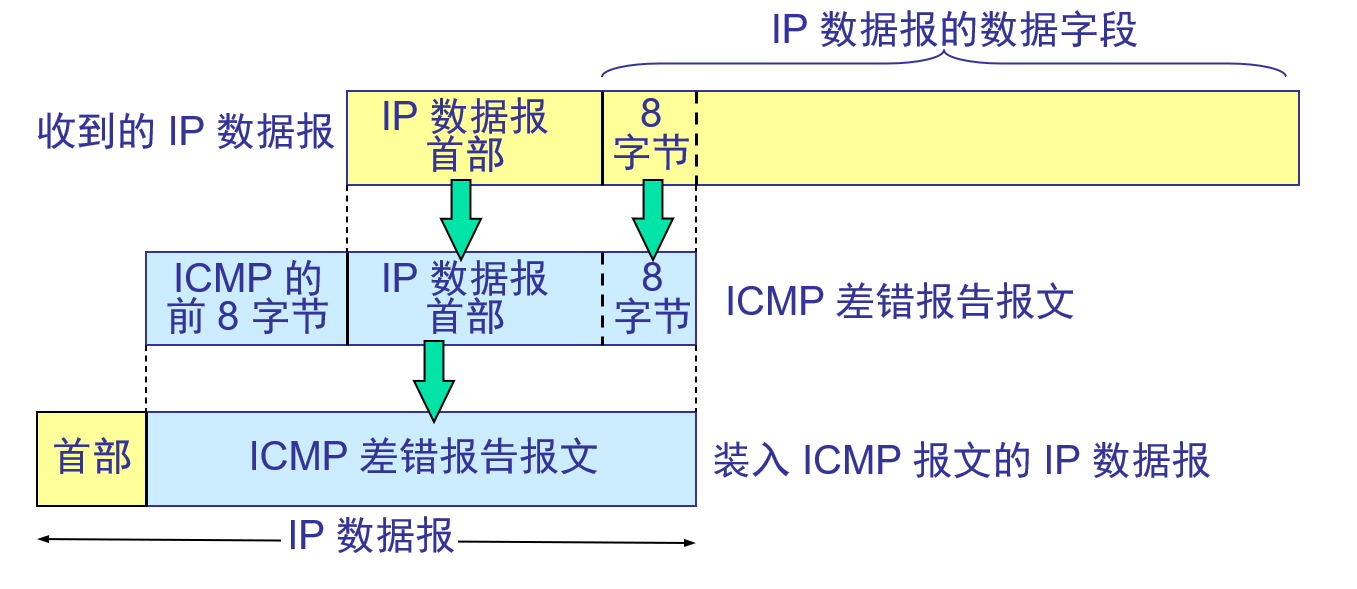 IP 数据报的数据字段
收到的 IP 数据报
IP 数据报
首部
8
字节
ICMP 的
前 8 字节
IP 数据报
首部
8
字节
ICMP 差错报告报文
首部
ICMP 差错报告报文
装入 ICMP 报文的 IP 数据报
IP 数据报